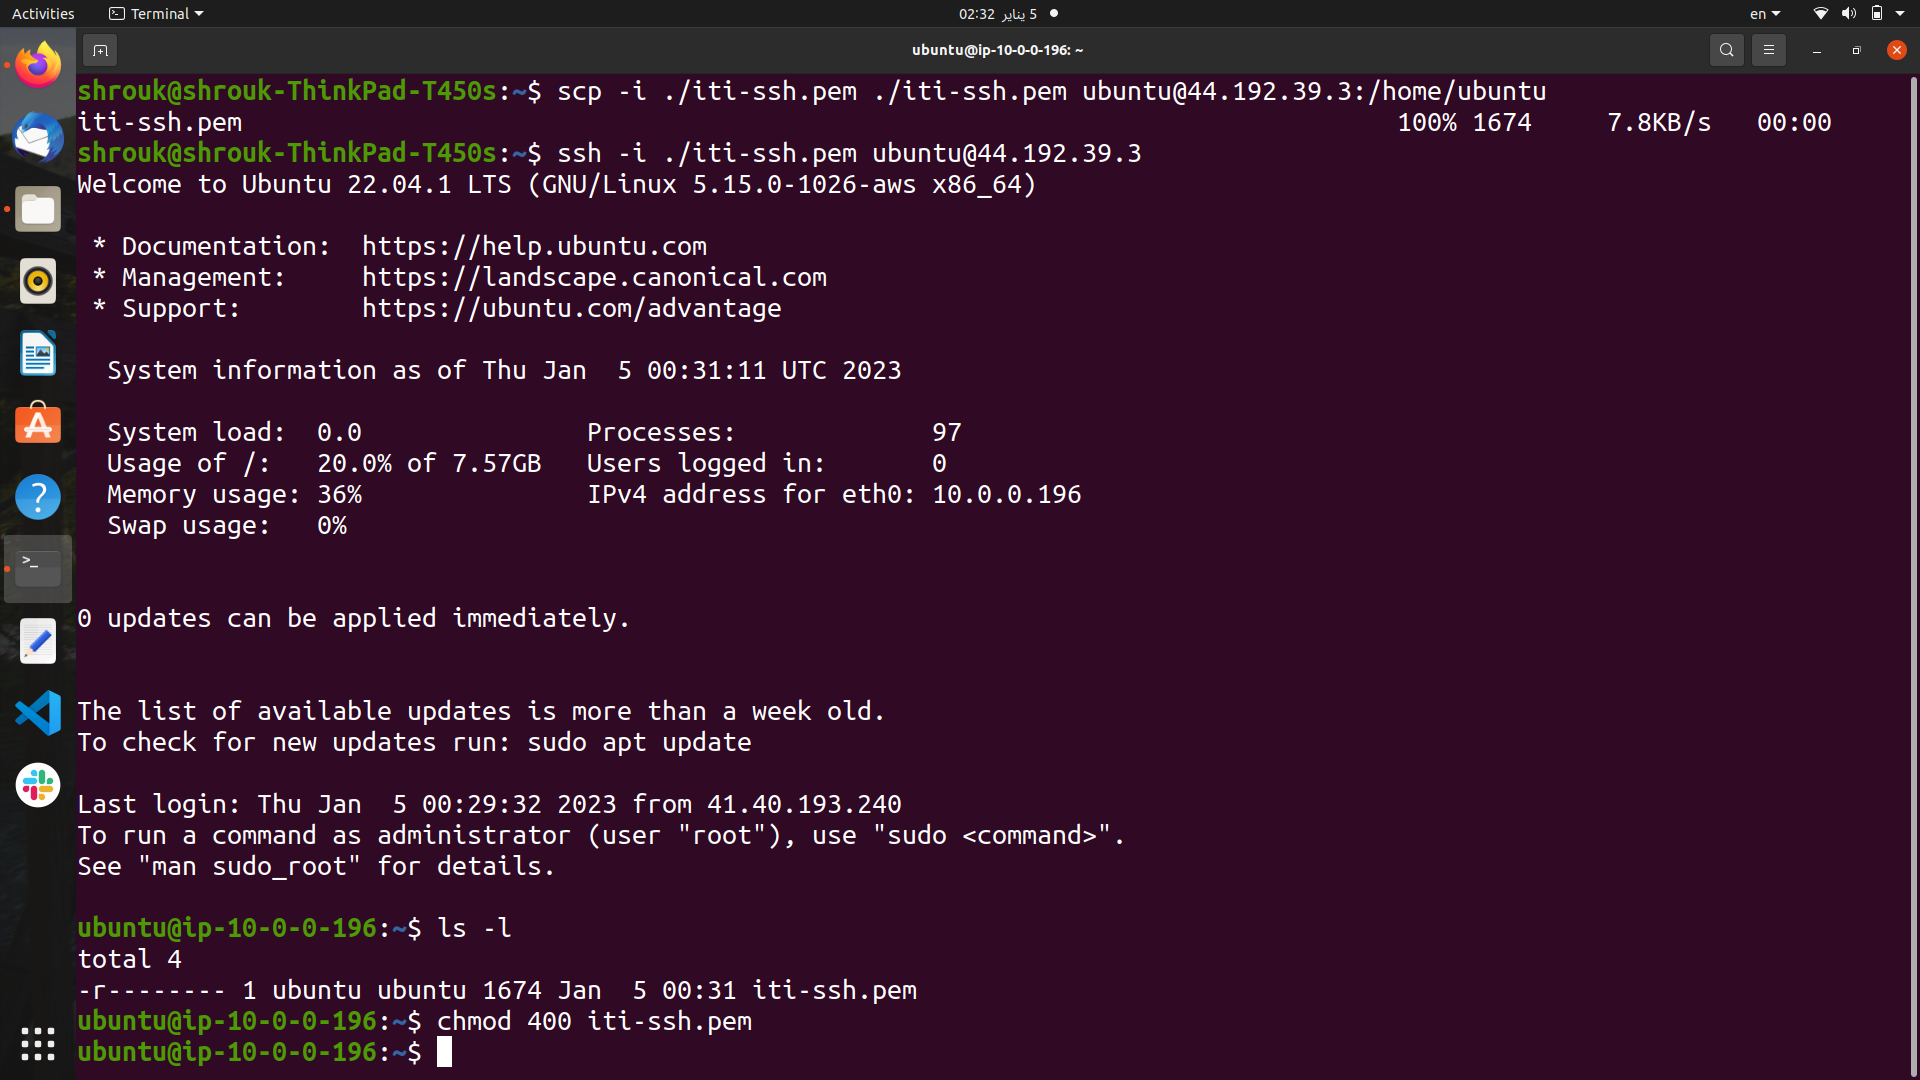 Activities Terminal 02:32 5 يناير en
ubuntu@ip-10-0-0-196: ~
shrouk@shrouk-ThinkPad-T450s:~$ scp -i ./iti-ssh.pem ./iti-ssh.pem ubuntu@44.192.39.3:/home/ubuntu
iti-ssh.pem 100% 1674 7.8KB/s 00:00
shrouk@shrouk-ThinkPad-T450s:~$ ssh -i ./iti-ssh.pem ubuntu@44.192.39.3
Welcome to Ubuntu 22.04.1 LTS (GNU/Linux 5.15.0-1026-aws x86_64)
* Documentation: https://help.ubuntu.com
* Management: https://landscape.canonical.com
* Support: https://ubuntu.com/advantage
System information as of Thu Jan 5 00:31:11 UTC 2023
System load: 0.0 Processes: 97
Usage of /: 20.0% of 7.57GB Users logged in: 0
Memory usage: 36% IPv4 address for eth0: 10.0.0.196
Swap usage: 0%
0 updates can be applied immediately.
The list of available updates is more than a week old.
To check for new updates run: sudo apt update
Last login: Thu Jan 5 00:29:32 2023 from 41.40.193.240
To run a command as administrator (user "root"), use "sudo <command>".
See "man sudo_root" for details.
ubuntu@ip-10-0-0-196:~$ ls -l
total 4
-r-------- 1 ubuntu ubuntu 1674 Jan 5 00:31 iti-ssh.pem
ubuntu@ip-10-0-0-196:~$ chmod 400 iti-ssh.pem
ubuntu@ip-10-0-0-196:~$